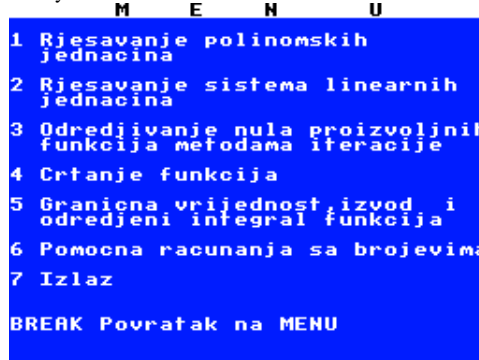 M E N U
1 Rjesavanje polinomskih
jednacina
2 Rjesavanje sistema linearnih
jednacina
3 Odredjivanje nula proizvoljnih
funkcija metodama iteracije
4 Crtanje funkcija
5 Granicna vrijednost,izvod i
odredjeni integral funkcija
6 Pomocna racunanja sa brojevima
7 Izlaz
BREAK Povratak na MENU